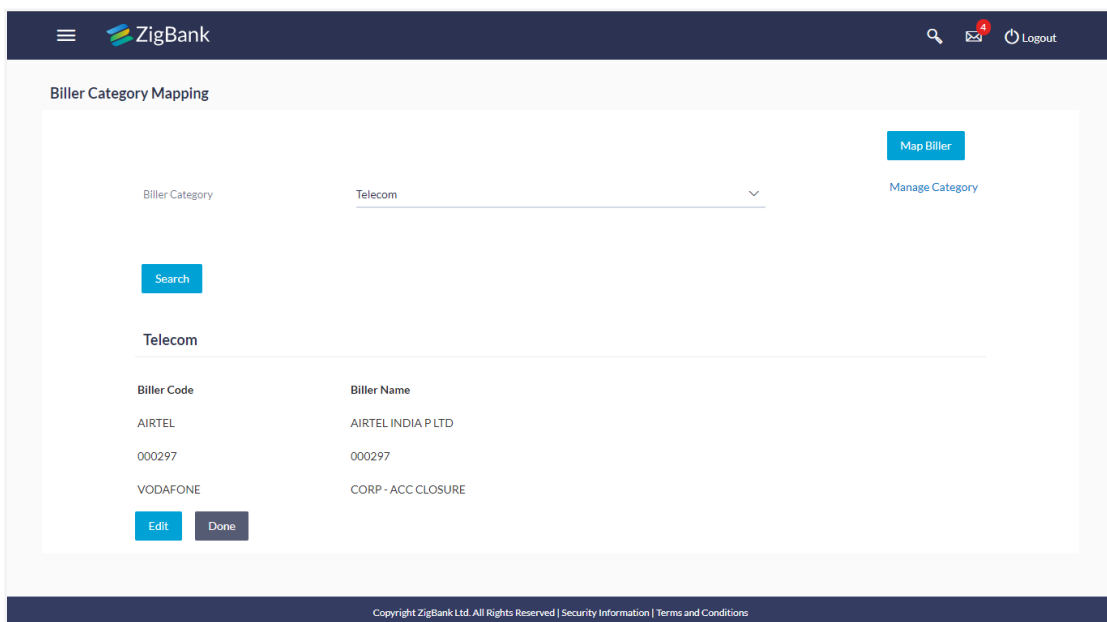 ZigBank
4
Logout
Biller Category Mapping
Map Biller
Biller Category Telecom Manage Category
Search
Telecom
Biller Code Biller Name
AIRTEL AIRTEL INDIA P LTD
000297 000297
VODAFONE CORP - ACC CLOSURE
Edit Done
Copyright ZigBank Ltd. All Rights Reserved | Security Information | Terms and Conditions